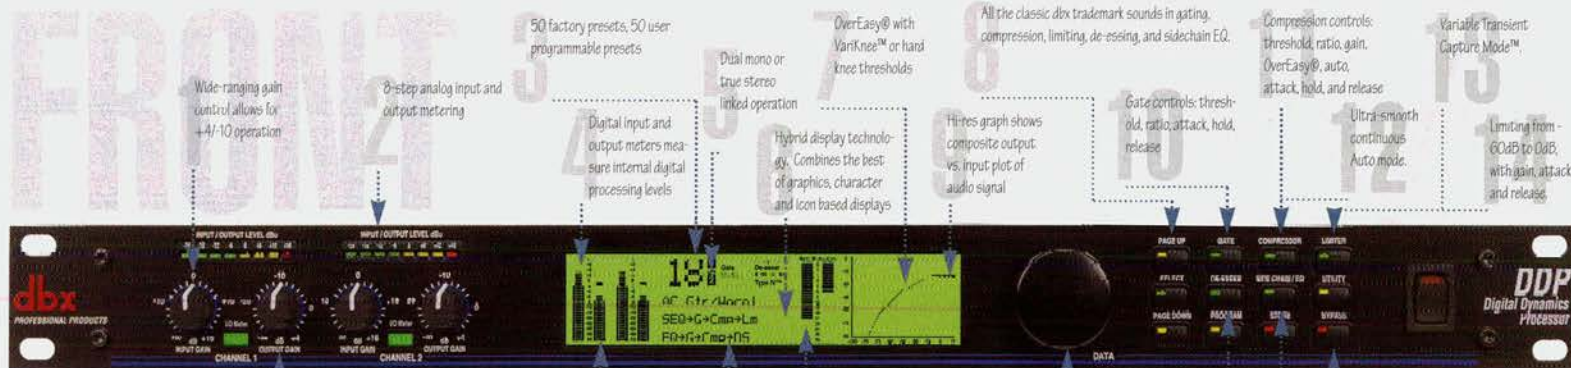 FRONT
1
Wide-ranging gain
control allows for
+4/-10 operation
2
8-step analog input and
output metering
3
50 factory presets, 50 user
programmable presets
4
Digital input and
output meters mea-
sure internal digital
processing levels
5
Dual mono or
true stereo
linked operation
6
Hybrid display technolo-
gy. Combines the best
of graphics, character
and Icon based displays
7
OverEasy® with
VariKnee™ or hard
knee thresholds
8
All the classic dbx trademark sounds in gating,
compression, limiting, de-essing, and sidechain EQ.
9
Hi-res graph shows
composite output
vs. input plot of
audio signal
10
Gate controls: thresh-
old, ratio, attack, hold,
release
11
Compression controls:
threshold, ratio, gain,
OverEasy®, auto,
attack, hold, and release
12
Ultra-smooth
continuous
Auto mode.
13
Variable Transient
Capture Mode™
14
Limiting from -
60dB to 0dB,
with gain, attack
and release.
INPUT / OUTPUT LEVEL dBu
INPUT / OUTPUT LEVEL dBu
dbx
PROFESSIONAL PRODUCTS
INPUT GAIN
OUTPUT GAIN
CHANNEL 1
INPUT GAIN
OUTPUT GAIN
CHANNEL 2
18
SEQ→G→Cmp→Lm
EQ→G→Cmp→DS
DATA
PAGE UP
GATE
COMPRESSOR
LIMITER
SELECT
DE-ESSER
SIDE CHAIN / EQ
UTILITY
PAGE DOWN
PROGRAM
STORE
BYPASS
DDP
Digital Dynamics
Processor